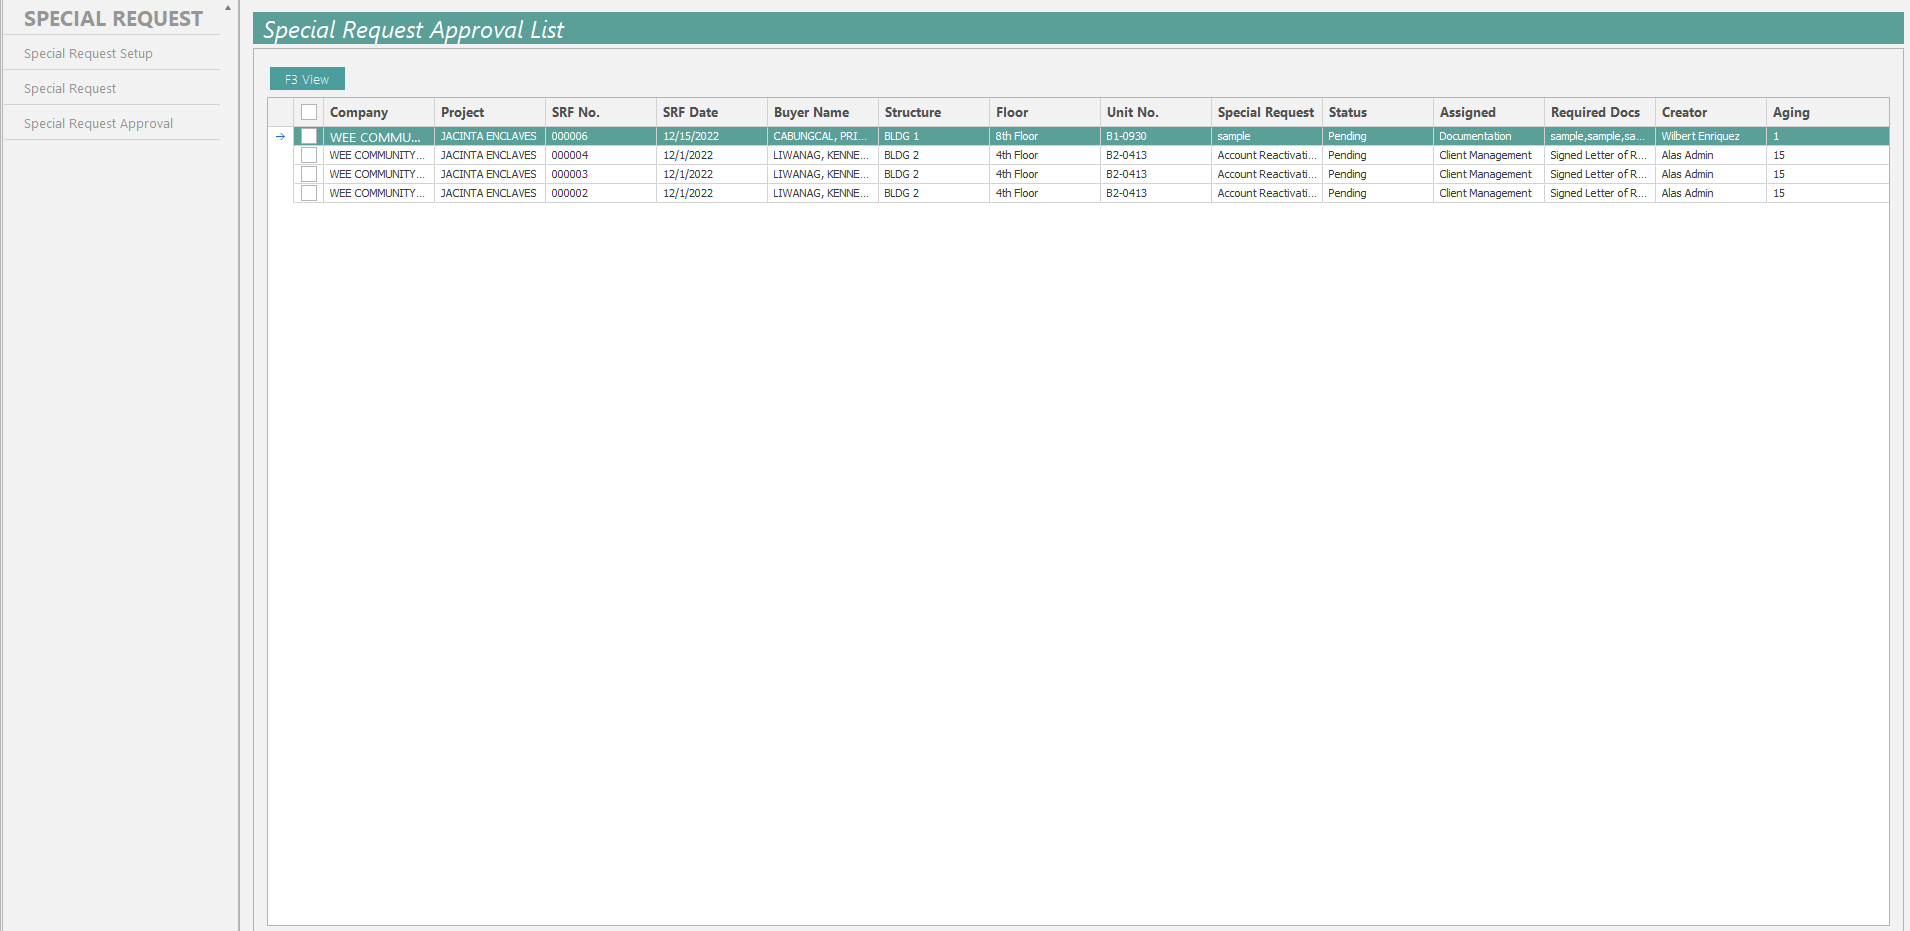 SPECIAL REQUEST
Special Request Setup
Special Request
Special Request Approval
Special Request Approval List
F3 View
Company Project SRF No. SRF Date Buyer Name Structure Floor Unit No. Special Request Status Assigned Required Docs Creator Aging
WEE COMMU... JACINTA ENCLAVES 000006 12/15/2022 CABUNGCAL, PRI... BLDG 1 8th Floor B1-0930 sample Pending Documentation sample,sample,sa... Wilbert Enriquez 1
WEE COMMUNITY... JACINTA ENCLAVES 000004 12/1/2022 LIWANAG, KENNE... BLDG 2 4th Floor B2-0413 Account Reactivati... Pending Client Management Signed Letter of R... Alas Admin 15
WEE COMMUNITY... JACINTA ENCLAVES 000003 12/1/2022 LIWANAG, KENNE... BLDG 2 4th Floor B2-0413 Account Reactivati... Pending Client Management Signed Letter of R... Alas Admin 15
WEE COMMUNITY... JACINTA ENCLAVES 000002 12/1/2022 LIWANAG, KENNE... BLDG 2 4th Floor B2-0413 Account Reactivati... Pending Client Management Signed Letter of R... Alas Admin 15